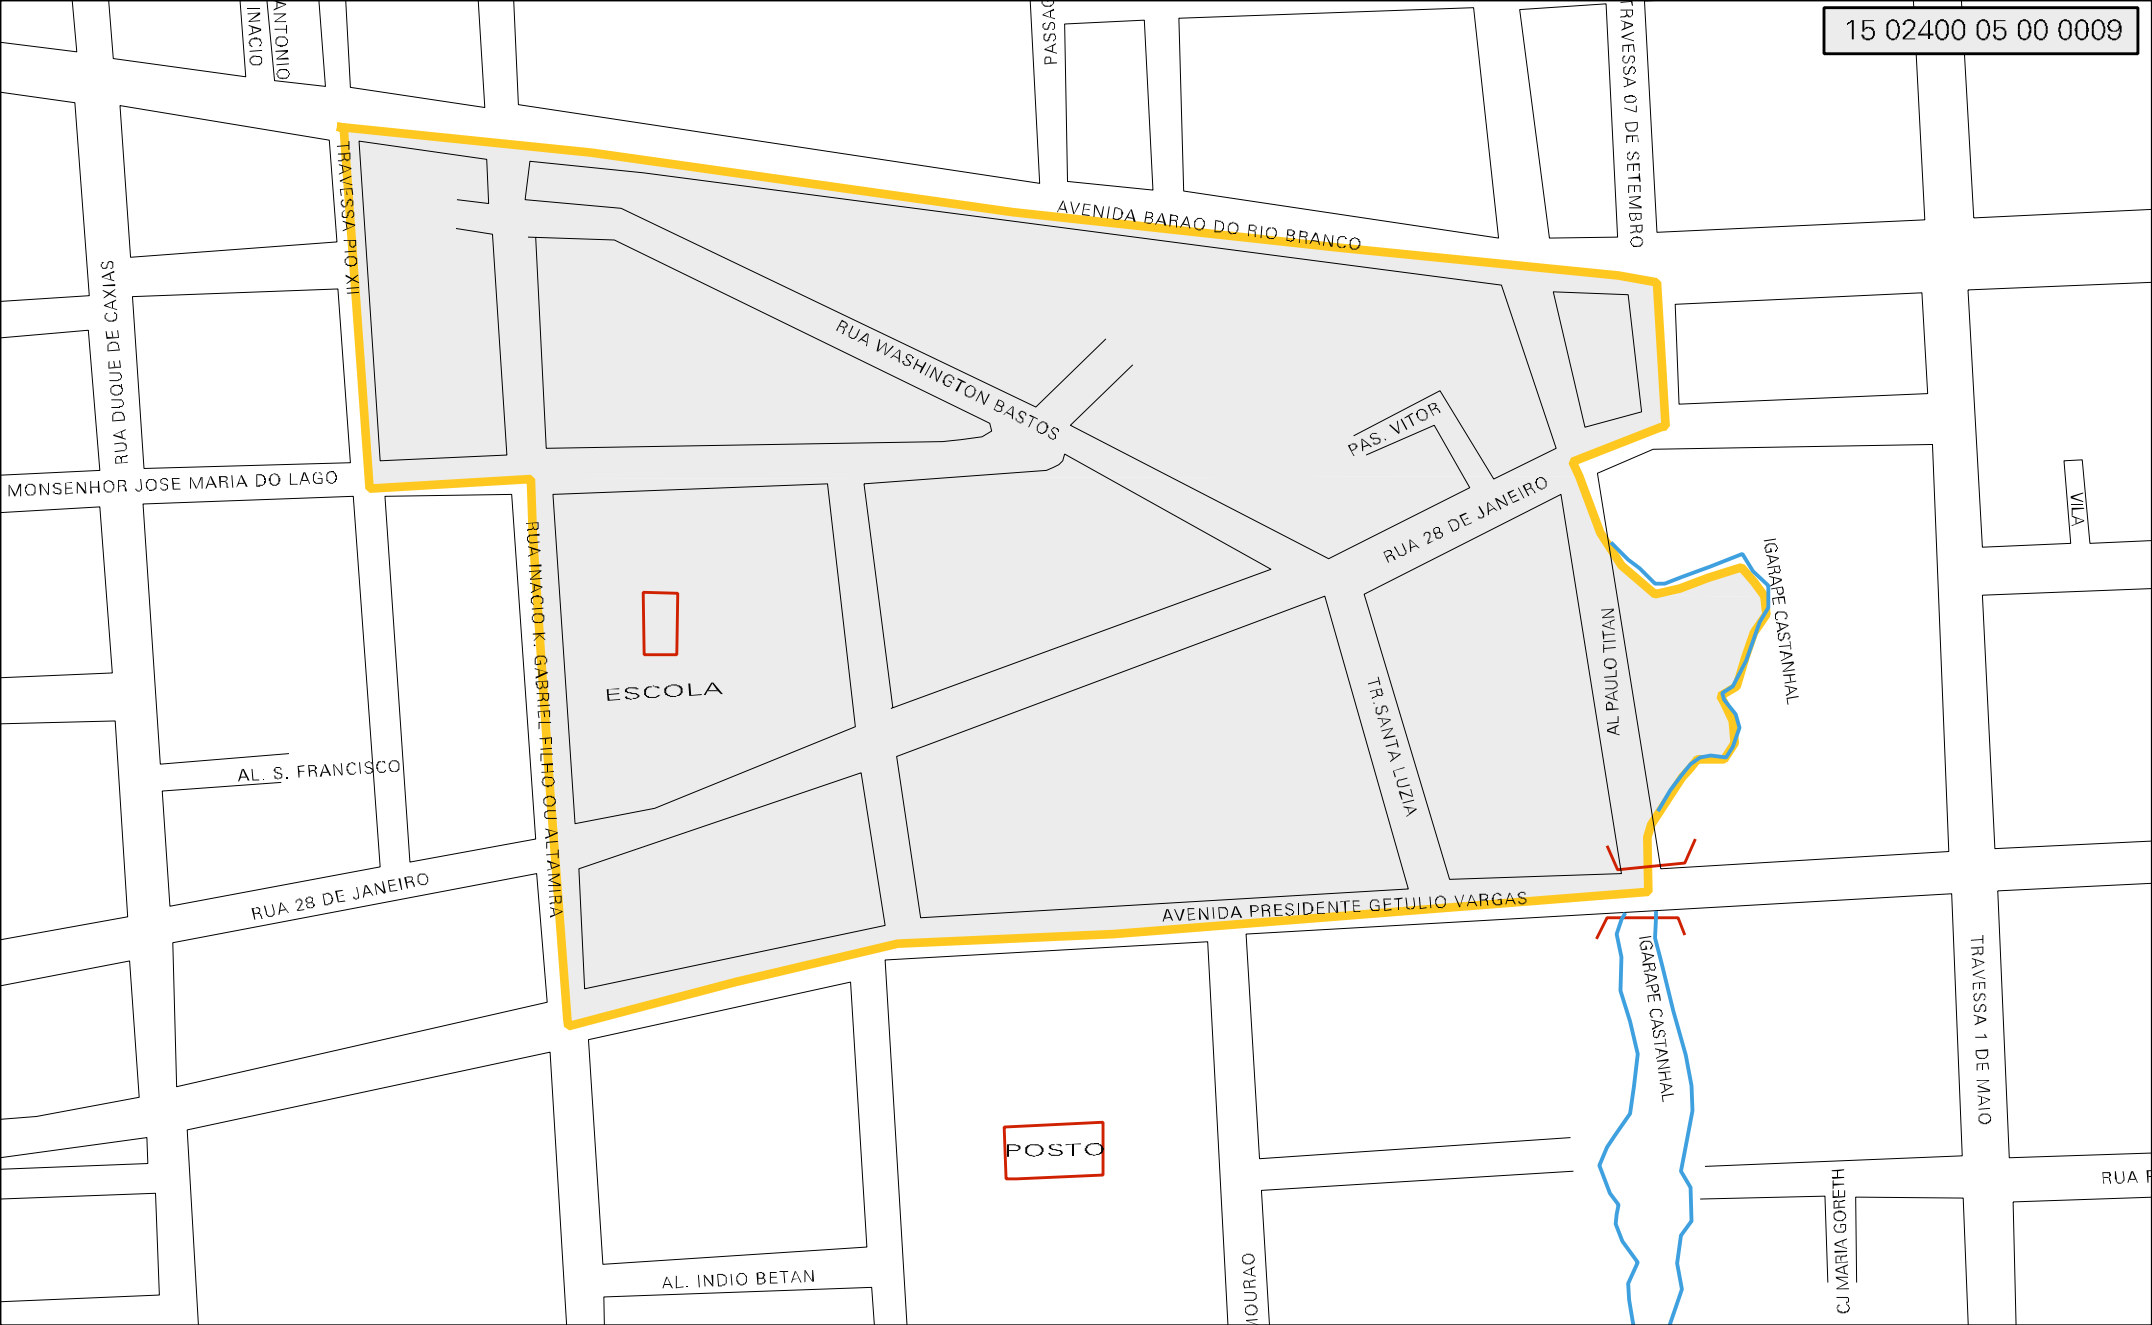 INACIO
ANTONIO
TRAVESSA 07 DE SETEMBRO
15 02400 05 00 0009
TRAVESSA PIO XII
AVENIDA BARAO DO RIO BRANCO
RUA DUQUE DE CAXIAS
RUA WASHINGTON BASTOS
PAS. VITOR
MONSENHOR JOSE MARIA DO LAGO
RUA 28 DE JANEIRO
VILA
RUA INACIO K. GABRIEL FILHO OU ALTAMIRA
IGARAPE CASTANHAL
ESCOLA
AL PAULO TITAN
TR.SANTA LUZIA
AL. S. FRANCISCO
RUA 28 DE JANEIRO
AVENIDA PRESIDENTE GETULIO VARGAS
IGARAPE CASTANHAL
TRAVESSA 1 DE MAIO
POSTO
RUA
CJ MARIA GORETH
AL. INDIO BETAN